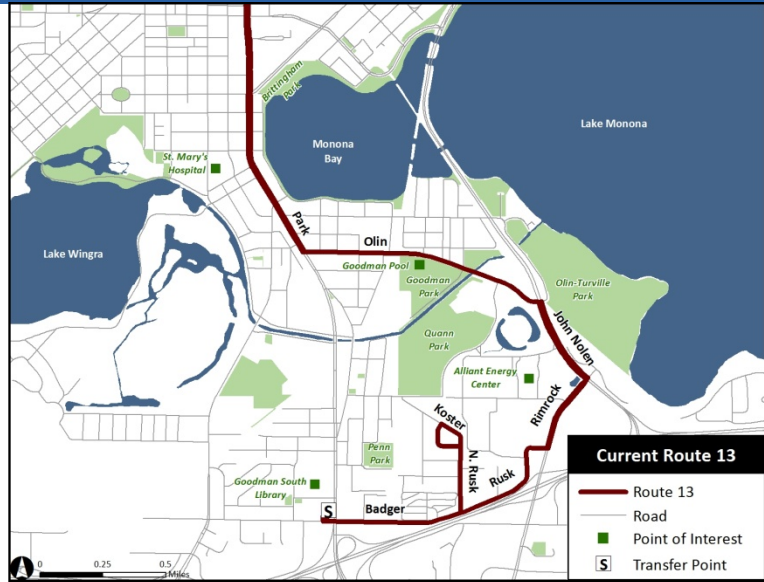 Brittingham
Park
Lake Monona
Monona
Bay
St. Mary's
Hospital
Park
Olin
Lake Wingra
Goodman Pool
Goodman
Park
Olin-Turville
Park
John Nolen
Quann
Park
Alliant Energy
Center
Rimrock
Koster
Penn
Park
N. Rusk
Rusk
Goodman South
Library
S
Badger
Current Route 13
Route 13
Road
Point of Interest
S Transfer Point
A
0 0.25 0.5
Miles